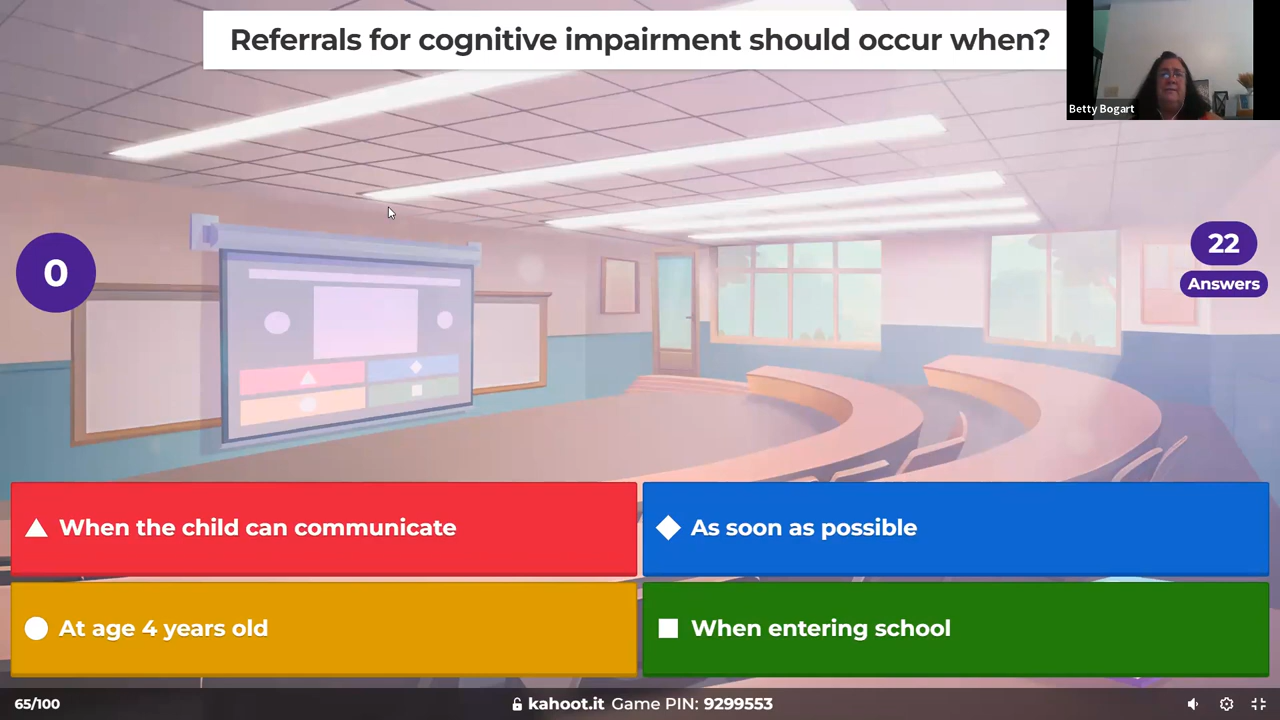 Referrals for cognitive impairment should occur when?
Betty Bogart
0
22
Answers
When the child can communicate
As soon as possible
At age 4 years old
When entering school
65/100
kahoot.it Game PIN: 9299553